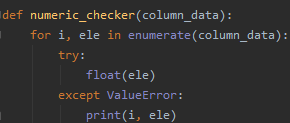 def numeric_checker(column_data):
    for i, ele in enumerate(column_data):
        try:
            float(ele)
        except ValueError:
            print(i, ele)